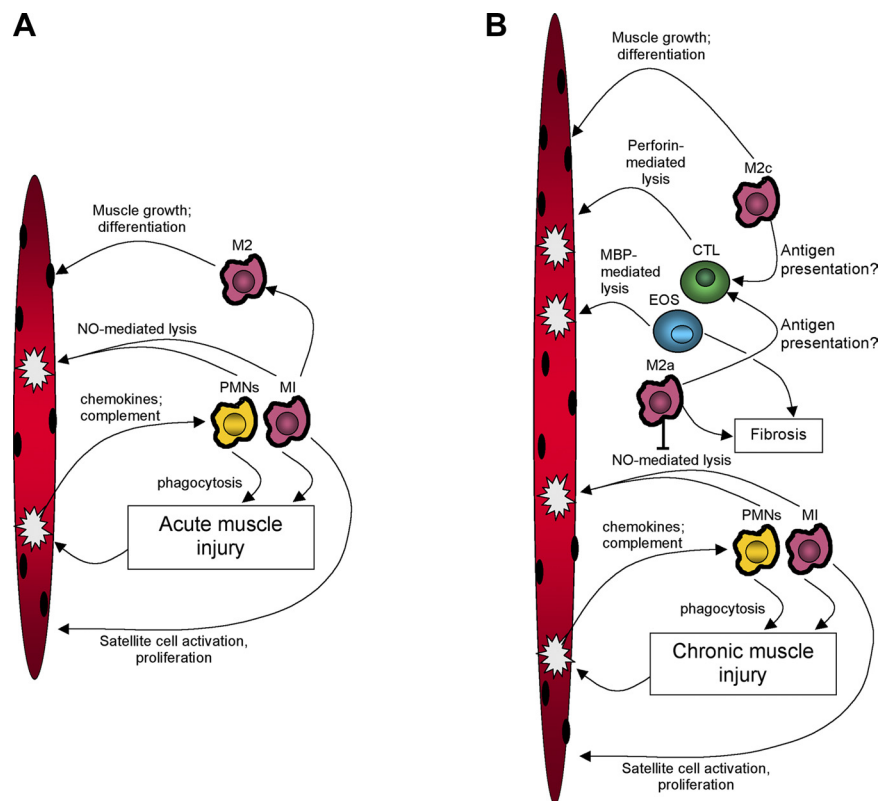 A
Muscle growth;
differentiation
M2
NO-mediated lysis
PMNs
MI
chemokines;
complement
phagocytosis
Acute muscle
injury
Satellite cell activation,
proliferation
B
Muscle growth;
differentiation
Perforin-
mediated
lysis
M2c
CTL
Antigen
presentation?
MBP-
mediated
lysis
EOS
Antigen
presentation?
M2a
Fibrosis
NO-mediated lysis
PMNs
MI
chemokines;
complement
phagocytosis
Chronic muscle
injury
Satellite cell activation,
proliferation